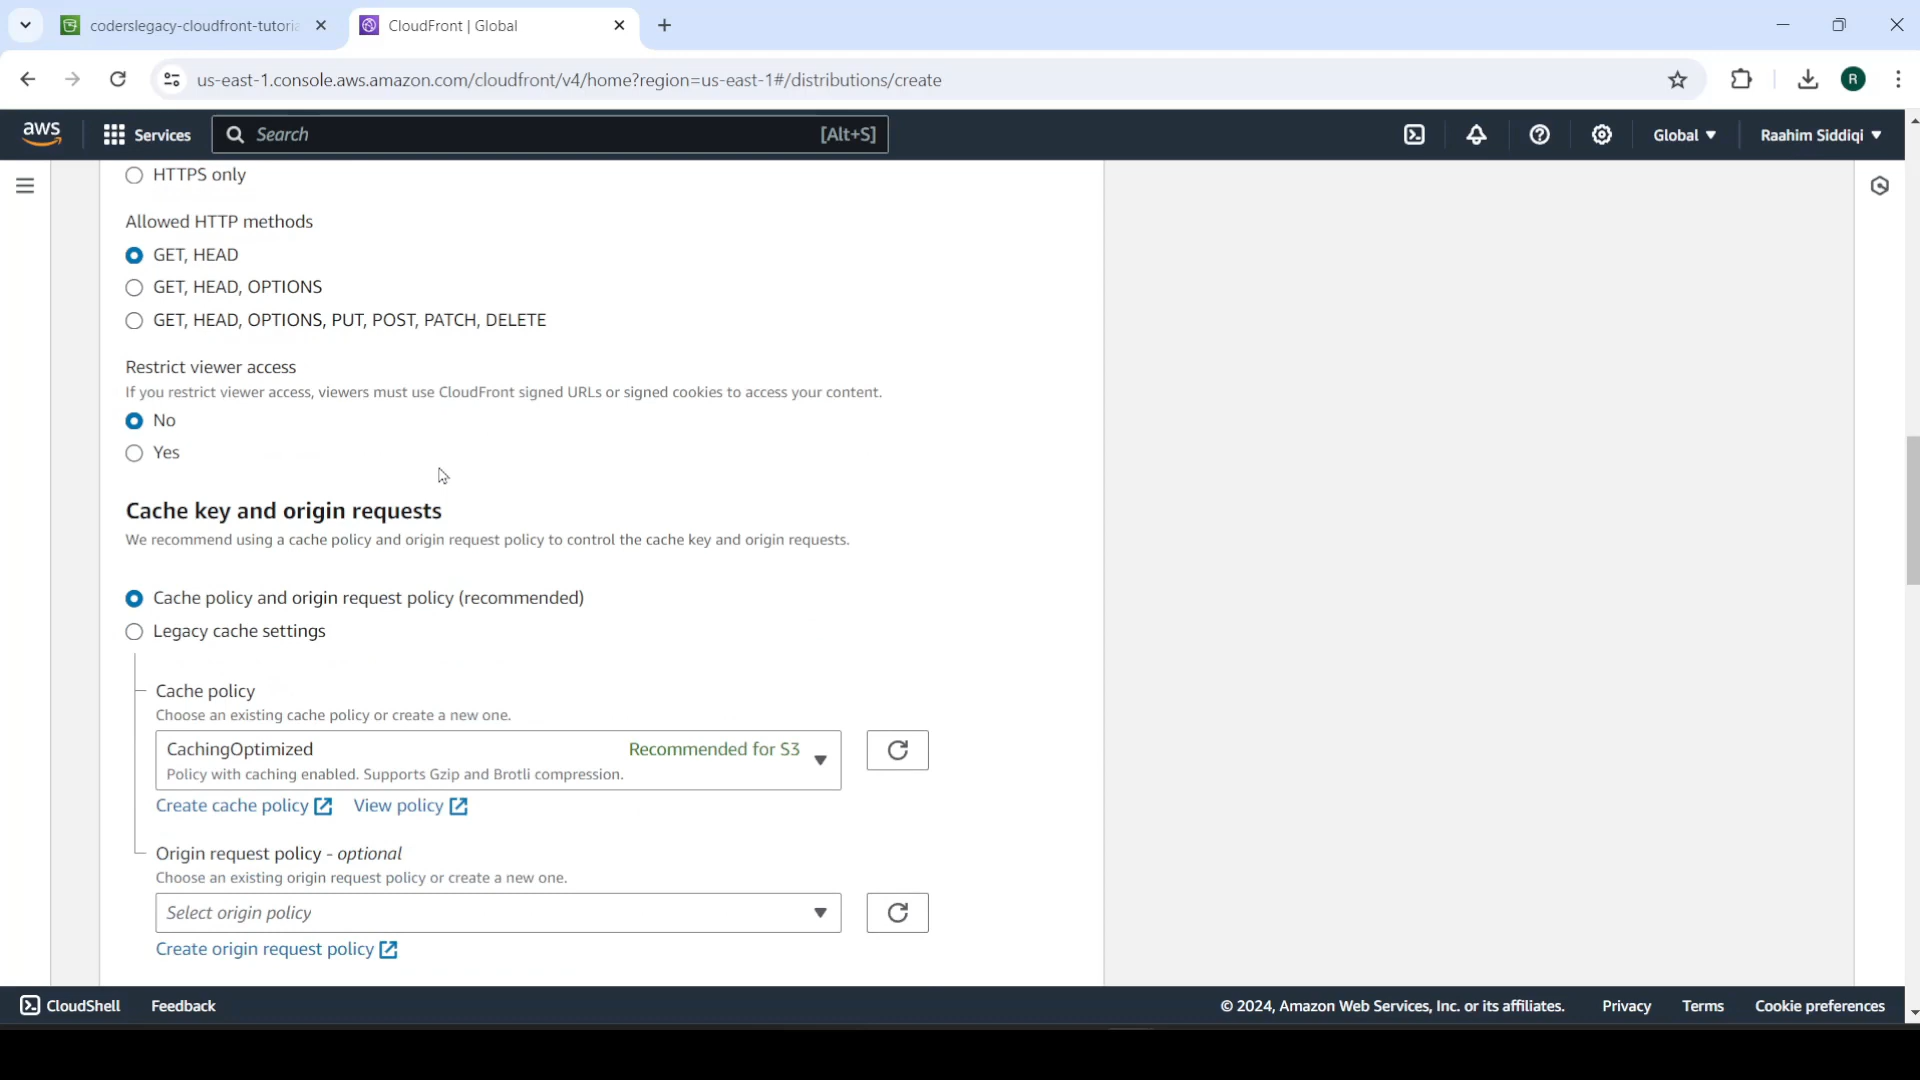 coderslegacy-cloudfront-tutoria
CloudFront | Global
us-east-1.console.aws.amazon.com/cloudfront/v4/home?region=us-east-1#/distributions/create
R
aws
Services
Search
[Alt+S]
Global
Raahim Siddiqi
HTTPS only
Allowed HTTP methods
GET, HEAD
GET, HEAD, OPTIONS
GET, HEAD, OPTIONS, PUT, POST, PATCH, DELETE
Restrict viewer access
If you restrict viewer access, viewers must use CloudFront signed URLs or signed cookies to access your content.
No
Yes
Cache key and origin requests
We recommend using a cache policy and origin request policy to control the cache key and origin requests.
Cache policy and origin request policy (recommended)
Legacy cache settings
Cache policy
Choose an existing cache policy or create a new one.
CachingOptimized Recommended for S3
Policy with caching enabled. Supports Gzip and Brotli compression.
Create cache policy View policy
Origin request policy - optional
Choose an existing origin request policy or create a new one.
Select origin policy
Create origin request policy
CloudShell
Feedback
© 2024, Amazon Web Services, Inc. or its affiliates.
Privacy
Terms
Cookie preferences